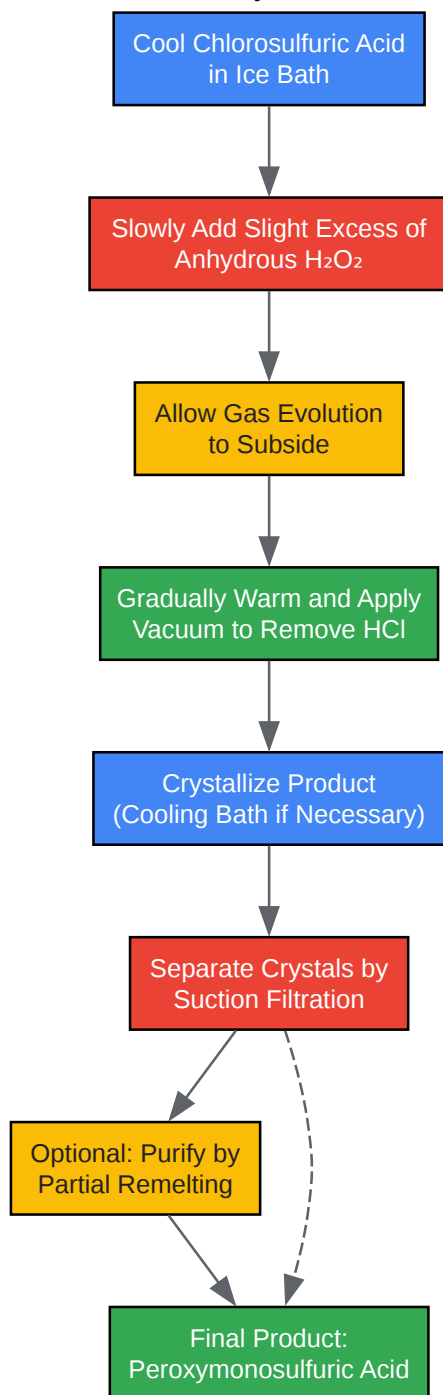 Cool Chlorosulfuric Acid
in Ice Bath
Slowly Add Slight Excess of
Anhydrous H₂O₂
Allow Gas Evolution
to Subside
Gradually Warm and Apply
Vacuum to Remove HCl
Crystallize Product
(Cooling Bath if Necessary)
Separate Crystals by
Suction Filtration
Optional: Purify by
Partial Remelting
Final Product:
Peroxymonosulfuric Acid